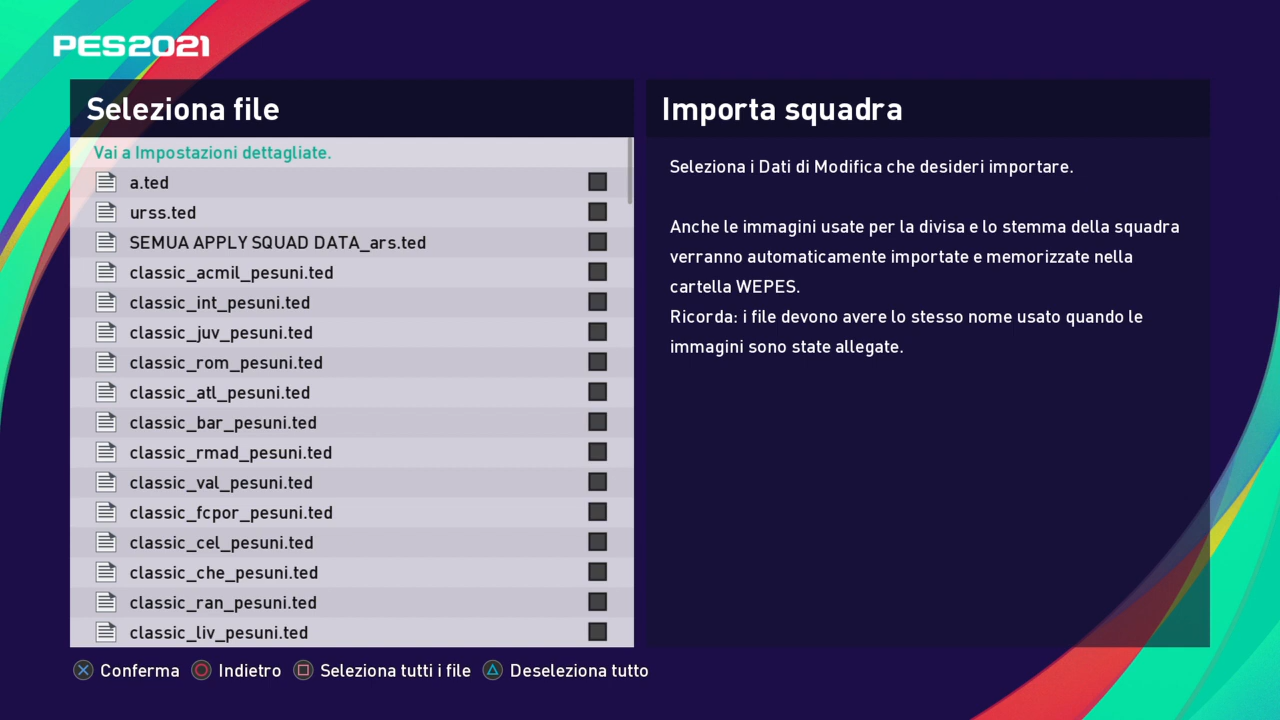 PES2021
Seleziona file
Vai a Impostazioni dettagliate.
a.ted
urss.ted
SEMUA APPLY SQUAD DATA_ars.ted
classic_acmil_pesuni.ted
classic_int_pesuni.ted
classic_juv_pesuni.ted
classic_rom_pesuni.ted
classic_atl_pesuni.ted
classic_bar_pesuni.ted
classic_rmad_pesuni.ted
classic_val_pesuni.ted
classic_fcpor_pesuni.ted
classic_cel_pesuni.ted
classic_che_pesuni.ted
classic_ran_pesuni.ted
classic_liv_pesuni.ted
Importa squadra
Seleziona i Dati di Modifica che desideri importare.
Anche le immagini usate per la divisa e lo stemma della squadra
verranno automaticamente importate e memorizzate nella
cartella WEPES.
Ricorda: i file devono avere lo stesso nome usato quando le
immagini sono state allegate.
Conferma Indietro Seleziona tutti i file Deseleziona tutto